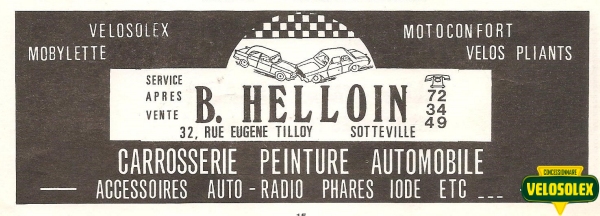 VELOSOLEX
MOBYLETTE
MOTOCONFORT
VELOS PLIANTS
SERVICE
APRES
VENTE
B. HELLOIN
72
34
49
32, RUE EUGENE TILLOY SOTTEVILLE
CARROSSERIE PEINTURE AUTOMOBILE
ACCESSOIRES AUTO-RADIO PHARES IODE ETC ___
CONCESSIONNAIRE
VELOSOLEX